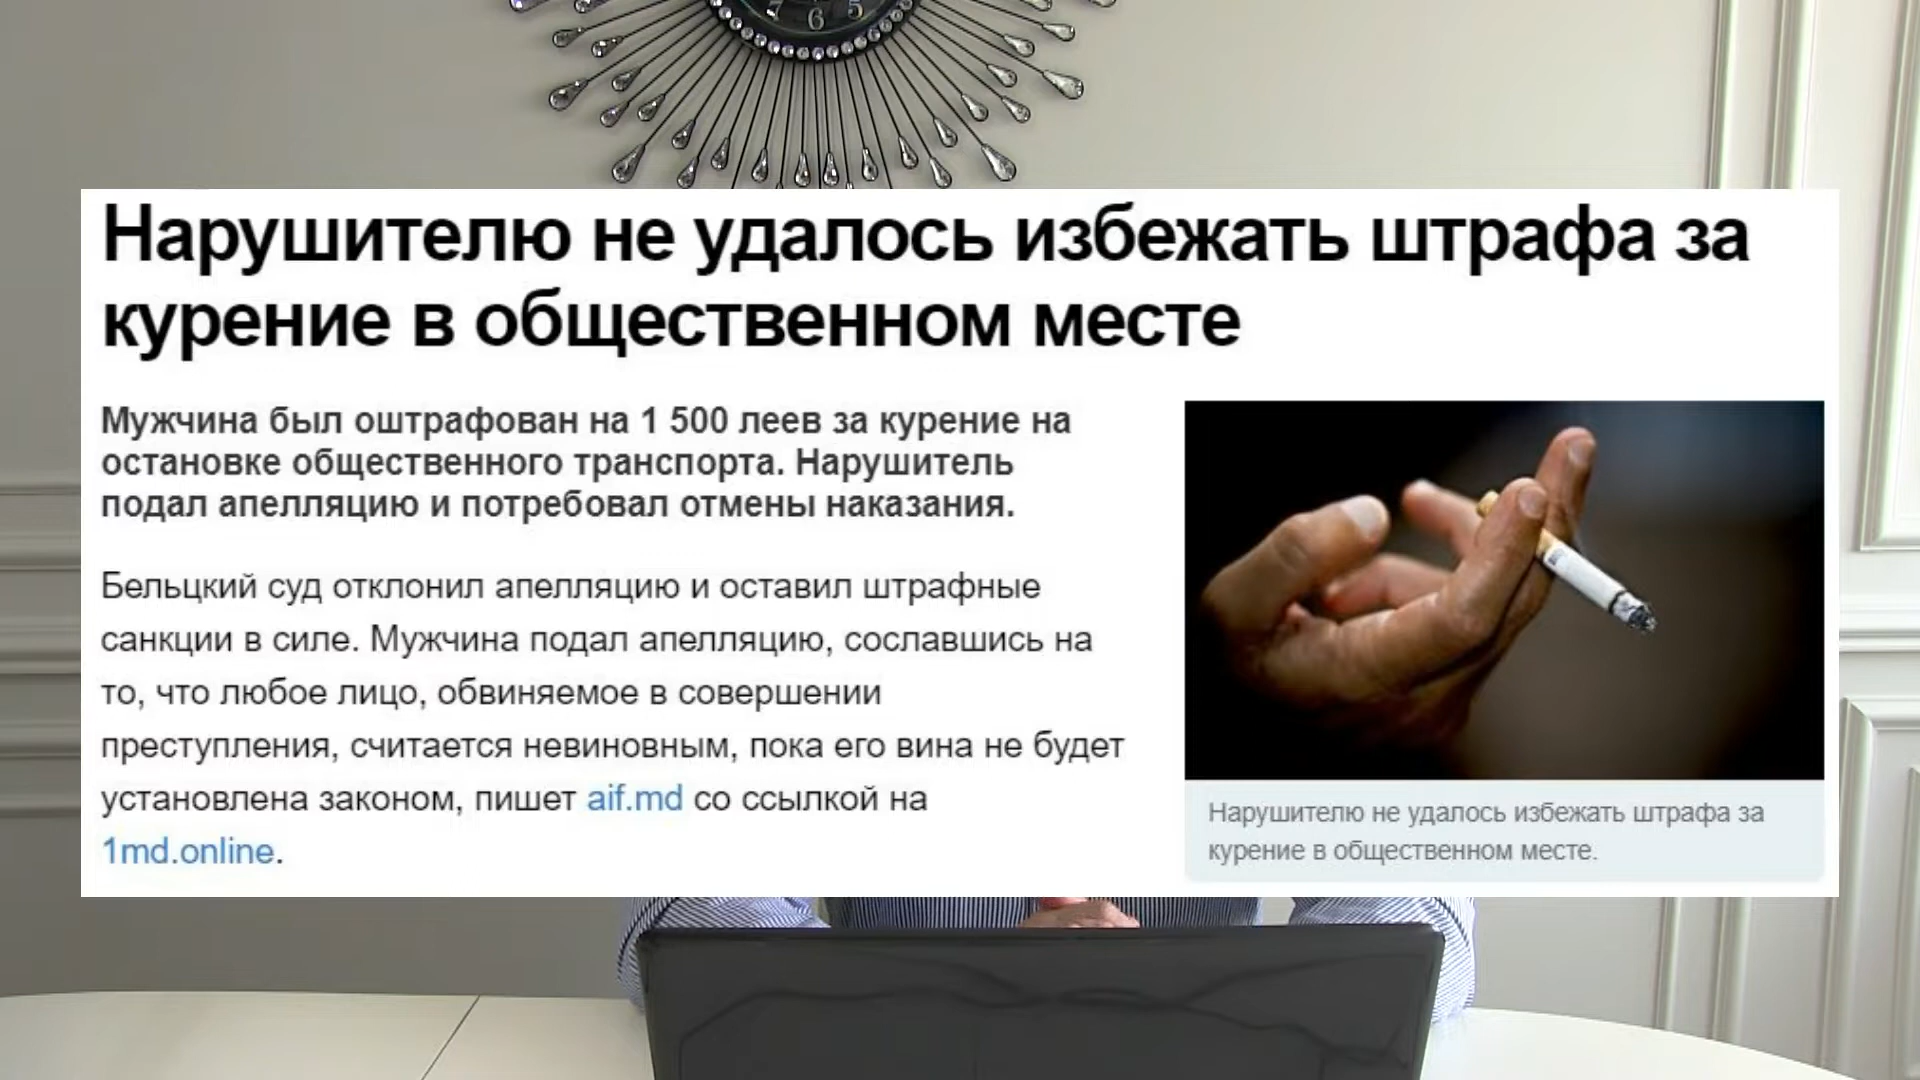 7 6 5
Нарушителю не удалось избежать штрафа за
курение в общественном месте
Мужчина был оштрафован на 1 500 леев за курение на
остановке общественного транспорта. Нарушитель
подал апелляцию и потребовал отмены наказания.
Бельцкий суд отклонил апелляцию и оставил штрафные
санкции в силе. Мужчина подал апелляцию, сославшись на
то, что любое лицо, обвиняемое в совершении
преступления, считается невиновным, пока его вина не будет
установлена законом, пишет aif.md со ссылкой на
1md.online.
Нарушителю не удалось избежать штрафа за
курение в общественном месте.